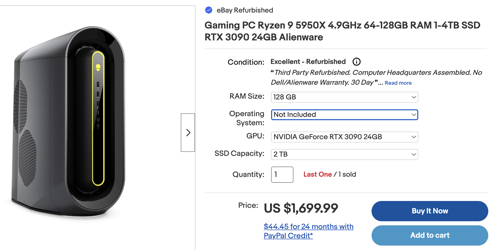 eBay Refurbished
Gaming PC Ryzen 9 5950X 4.9GHz 64-128GB RAM 1-4TB SSD
RTX 3090 24GB Alienware
Condition: Excellent - Refurbished
"Third Party Refurbished. Computer Headquarters Assembled. No
Dell/Alienware Warranty. 30 Day"... Read more
RAM Size: 128 GB
Operating System: Not Included
GPU: NVIDIA GeForce RTX 3090 24GB
SSD Capacity: 2 TB
Quantity: 1 Last One / 1 sold
Price: US $1,699.99
Buy It Now
$44.45 for 24 months with
PayPal Credit*
Add to cart